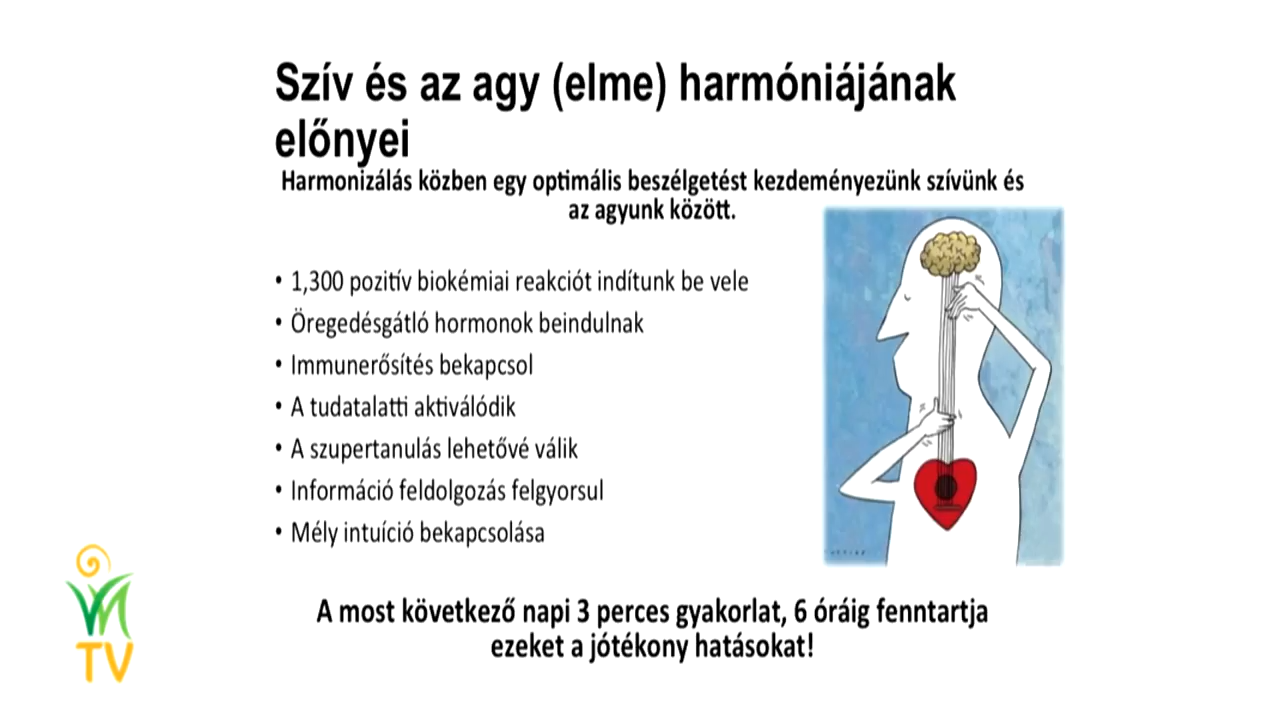 Szív és az agy (elme) harmóniájának
előnyei
Harmonizálás közben egy optimális beszélgetést kezdeményezünk szívünk és
az agyunk között.
• 1,300 pozitív biokémiai reakciót indítunk be vele
• Öregedésgátló hormonok beindulnak
• Immunerősítés bekapcsol
• A tudatalatti aktiválódik
• A szupertanulás lehetővé válik
• Információ feldolgozás felgyorsul
• Mély intuíció bekapcsolása
A most következő napi 3 perces gyakorlat, 6 óráig fenntartja
ezeket a jótékony hatásokat!
TV